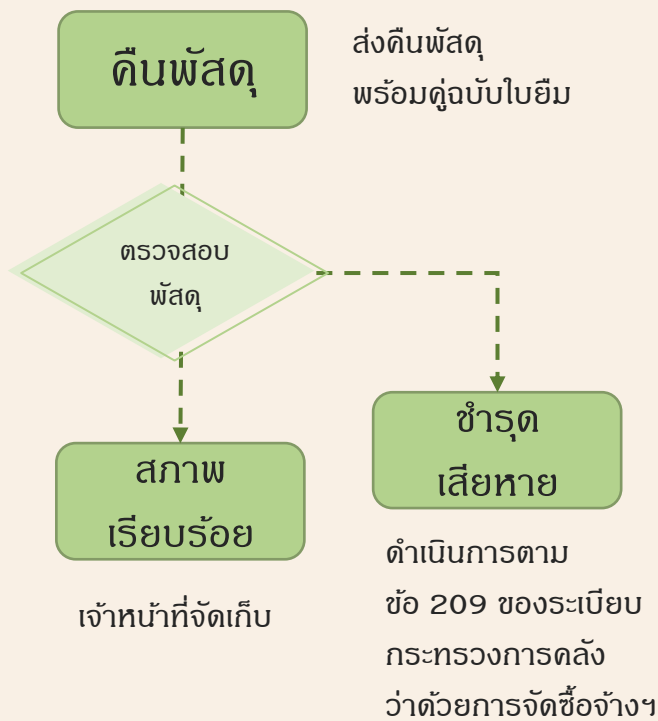 คืนพัสดุ
ส่งคืนพัสดุ
พร้อมคู่ฉบับใบยืม
ตรวจสอบ
พัสดุ
สภาพ
เรียบร้อย
เจ้าหน้าที่จัดเก็บ
ชำรุด
เสียหาย
ดำเนินการตาม
ข้อ 209 ของระเบียบ
กระทรวงการคลัง
ว่าด้วยการจัดซื้อจ้างฯ